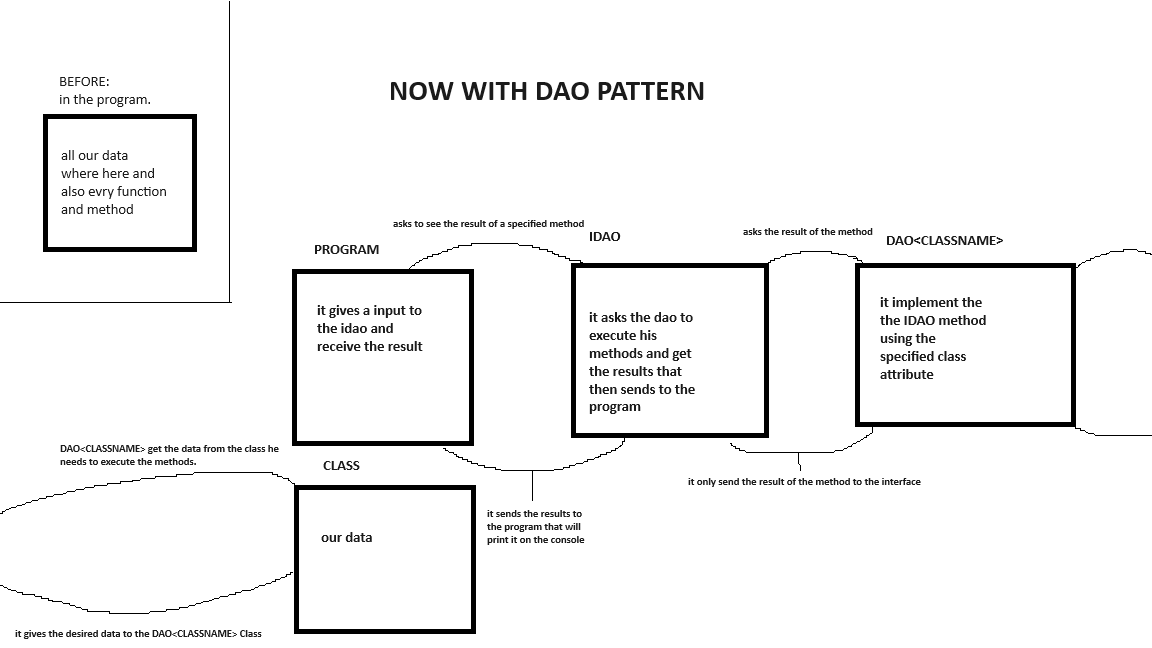 BEFORE:
in the program.
all our data
where here and
also evry function
and method
NOW WITH DAO PATTERN
asks to see the result of a specified method
asks the result of the method
PROGRAM
it gives a input to
the idao and
receive the result
IDAO
it asks the dao to
execute his
methods and get
the results that
then sends to the
program
DAO<CLASSNAME>
it implement the
the IDAO method
using the
specified class
attribute
DAO<CLASSNAME> get the data from the class he
needs to execute the methods.
CLASS
our data
it sends the results to
the program that will
print it on the console
it only send the result of the method to the interface
it gives the desired data to the DAO<CLASSNAME> Class